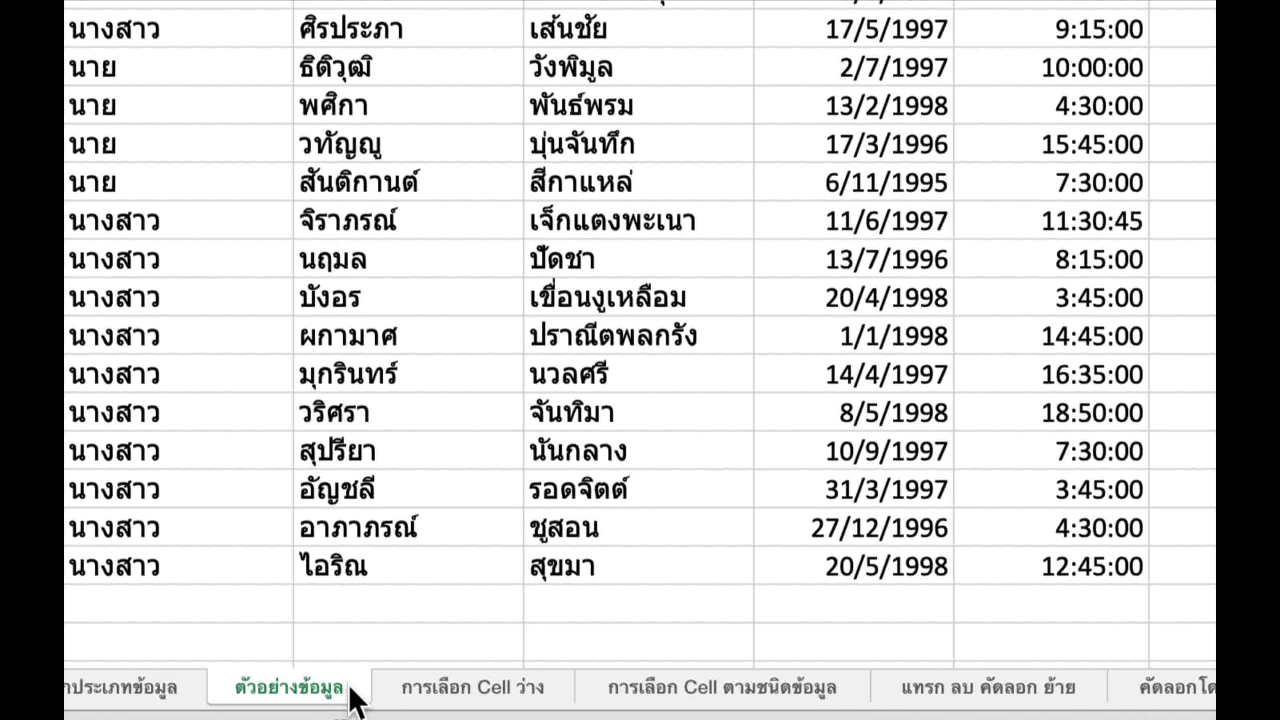 นางสาว ศิรประภา เส้นชัย 17/5/1997 9:15:00
นาย ธิติวุฒิ วังพิมูล 2/7/1997 10:00:00
นาย พศิกา พันธ์พรม 13/2/1998 4:30:00
นาย วทัญญู บุ่นจันทึก 17/3/1996 15:45:00
นาย สันติกานต์ สีกาแหล่ 6/11/1995 7:30:00
นางสาว จิราภรณ์ เจ็กแตงพะเนา 11/6/1997 11:30:45
นางสาว นฤมล ปัดชา 13/7/1996 8:15:00
นางสาว บังอร เขื่อนงูเหลือม 20/4/1998 3:45:00
นางสาว ผกามาศ ปราณีตพลกรัง 1/1/1998 14:45:00
นางสาว มุกรินทร์ นวลศรี 14/4/1997 16:35:00
นางสาว วริศรา จันทิมา 8/5/1998 18:50:00
นางสาว สุปรียา นันกลาง 10/9/1997 7:30:00
นางสาว อัญชลี รอดจิตต์ 31/3/1997 3:45:00
นางสาว อาภาภรณ์ ชูสอน 27/12/1996 4:30:00
นางสาว ไอริณ สุขมา 20/5/1998 12:45:00
ประเภทข้อมูล ตัวอย่างข้อมูล การเลือก Cell ว่าง การเลือก Cell ตามชนิดข้อมูล แทรก ลบ คัดลอก ย้าย คัดลอก